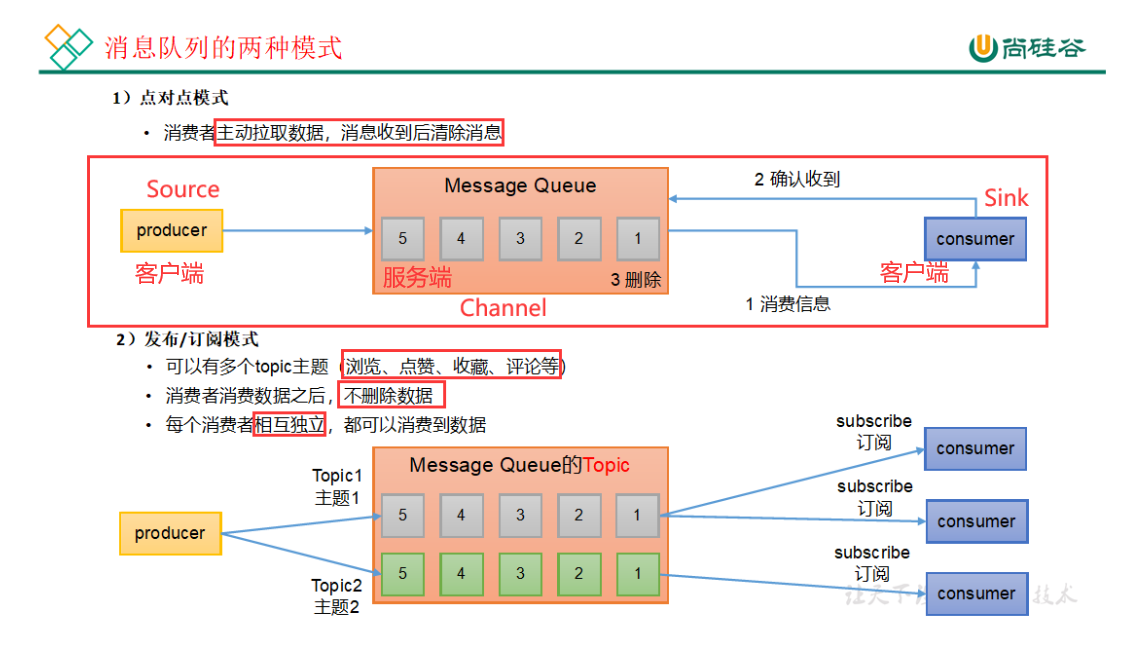 消息队列的两种模式
尚硅谷
1）点对点模式
• 消费者主动拉取数据，消息收到后清除消息
Source
producer
客户端
Message Queue
5 4 3 2 1
服务端
3 删除
Channel
2 确认收到
Sink
consumer
客户端
1 消费信息
2）发布/订阅模式
• 可以有多个topic主题（浏览、点赞、收藏、评论等）
• 消费者消费数据之后，不删除数据
• 每个消费者相互独立，都可以消费到数据
producer
Topic1
主题1
Topic2
主题2
Message Queue的Topic
5 4 3 2 1
5 4 3 2 1
subscribe
订阅
consumer
subscribe
订阅
consumer
subscribe
订阅
consumer
让天下 技术